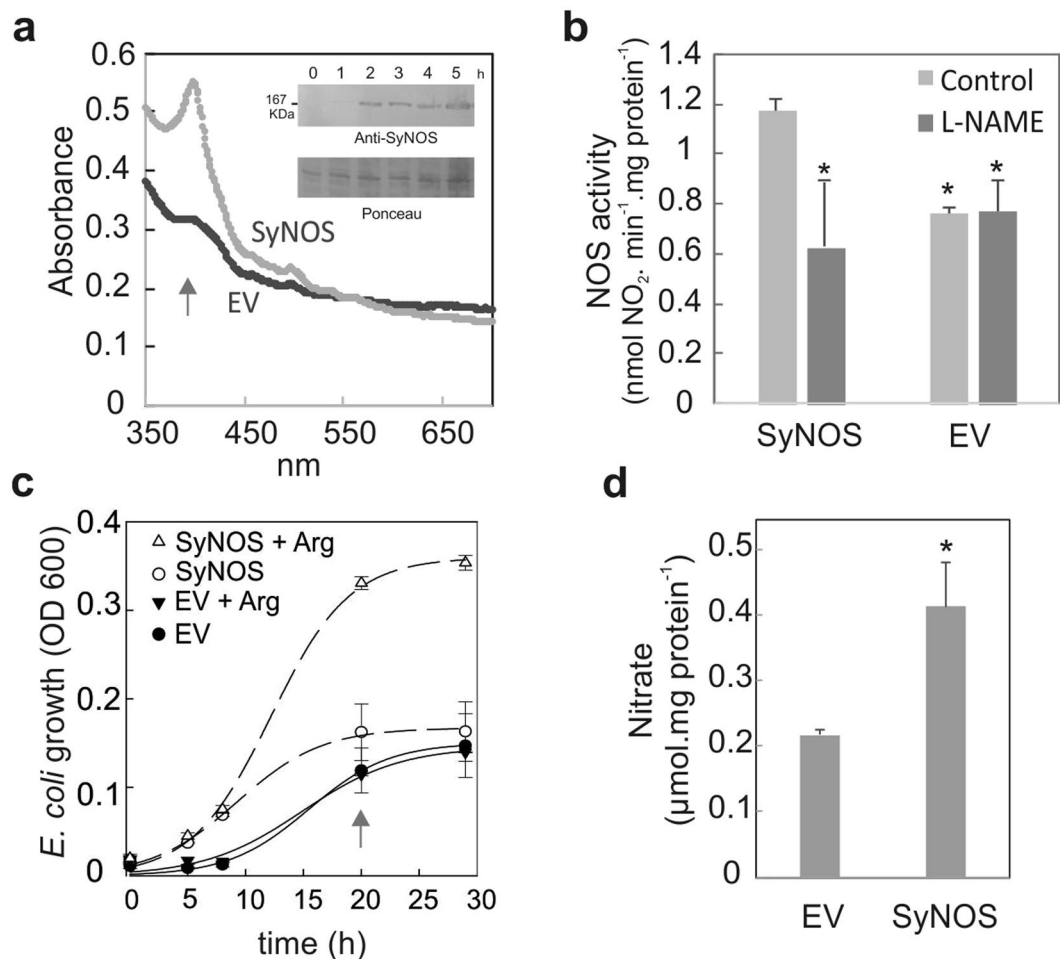 a
Absorbance
0.6
0.5
0.4
0.3
0.2
0.1
0
350 450 550 650
nm
SyNOS
EV
0 1 2 3 4 5 h
167
KDa
Anti-SyNOS
Ponceau
b
NOS activity
(nmol NO₂. min⁻¹.mg protein⁻¹)
1.4
1.2
1
0.8
0.6
0.4
0.2
0
Control
L-NAME
* * *
SyNOS EV
c
E. coli growth (OD 600)
0.4
0.3
0.2
0.1
0
SyNOS + Arg
SyNOS
EV + Arg
EV
0 5 10 15 20 25 30
time (h)
d
Nitrate
(µmol.mg protein⁻¹)
0.5
0.4
0.2
0.1
0
*
EV SyNOS